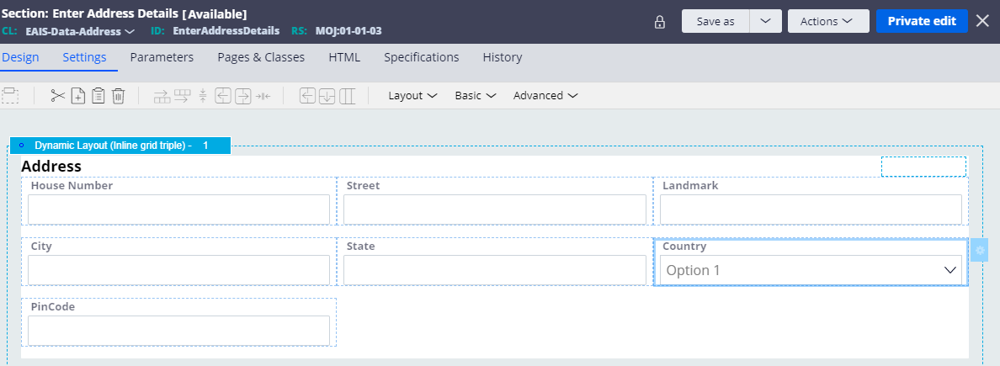 Section: Enter Address Details [Available]
CL: EAIS-Data-Address ID: EnterAddressDetails RS: MOJ:01-01-03
Save as Actions Private edit
Design Settings Parameters Pages & Classes HTML Specifications History
Layout Basic Advanced
Dynamic Layout (Inline grid triple) - 1
Address
House Number Street Landmark
City State Country
Option 1
PinCode